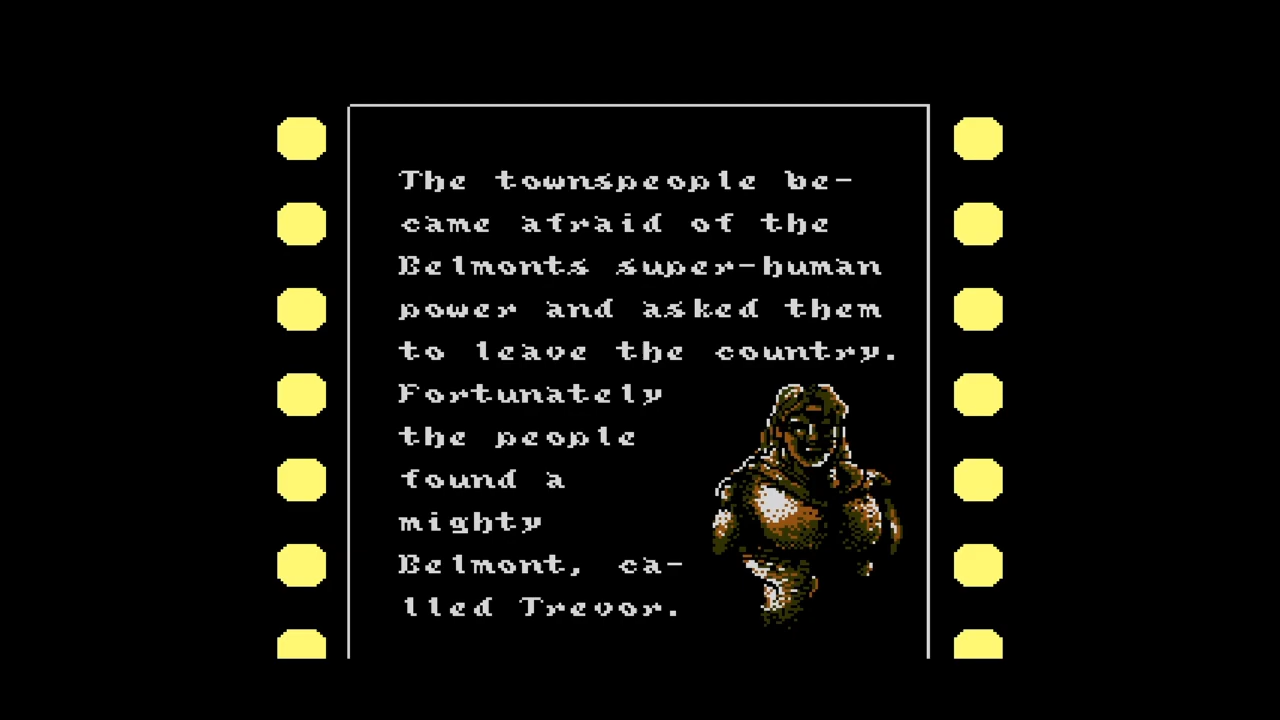 The townspeople be-
came afraid of the
Belmonts super-human
power and asked them
to leave the country.
Fortunately
the people
found a
mighty
Belmont, ca-
lled Trevor.